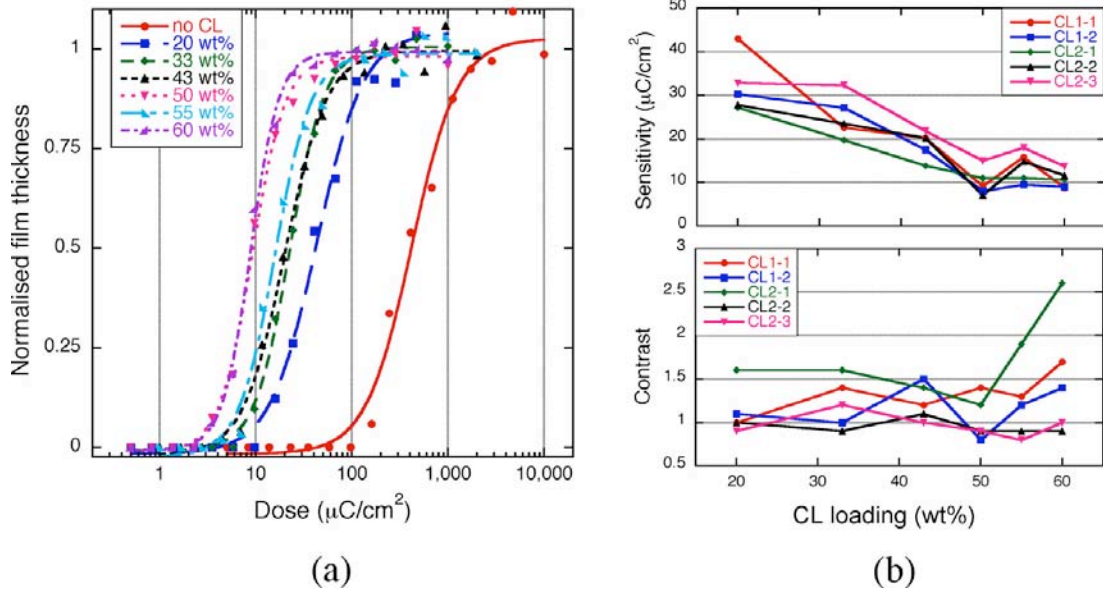 no CL
20 wt%
33 wt%
43 wt%
50 wt%
55 wt%
60 wt%
Normalised film thickness
1
0.75
0.5
0.25
0
1 10 100 1,000 10,000
Dose (μC/cm²)
(a)
CL1-1
CL1-2
CL2-1
CL2-2
CL2-3
Sensitivity (μC/cm²)
50
40
30
20
10
0
CL1-1
CL1-2
CL2-1
CL2-2
CL2-3
Contrast
3
2.5
2
1.5
1
0.5
20 30 40 50 60
CL loading (wt%)
(b)